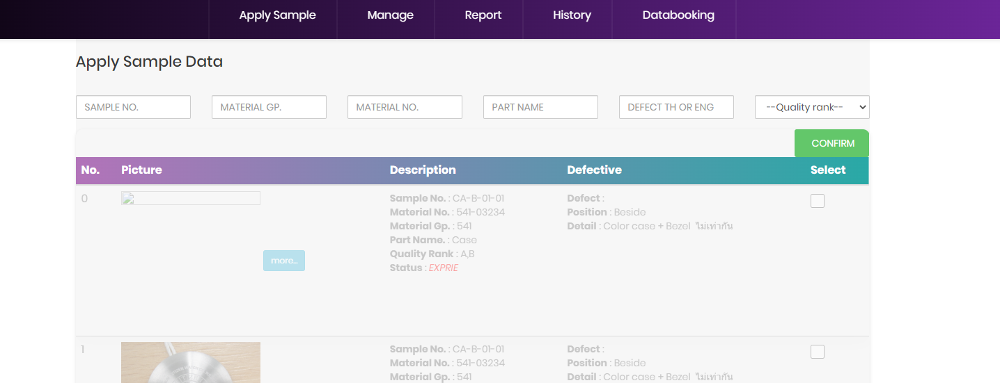 Apply Sample
Manage
Report
History
Databooking
Apply Sample Data
SAMPLE NO.
MATERIAL GP.
MATERIAL NO.
PART NAME
DEFECT TH OR ENG
--Quality rank--
CONFIRM
No.
Picture
Description
Defective
Select
0
more...
Sample No. : CA-B-01-01
Material No. : 541-03234
Material Gp. : 541
Part Name. : Case
Quality Rank : A,B
Status : EXPRIE
Defect :
Position : Beside
Detail : Color case + Bezel ไม่เท่ากัน
1
Sample No. : CA-B-01-01
Material No. : 541-03234
Material Gp. : 541
Defect :
Position : Beside
Detail : Color case + Bezel ไม่เท่ากัน